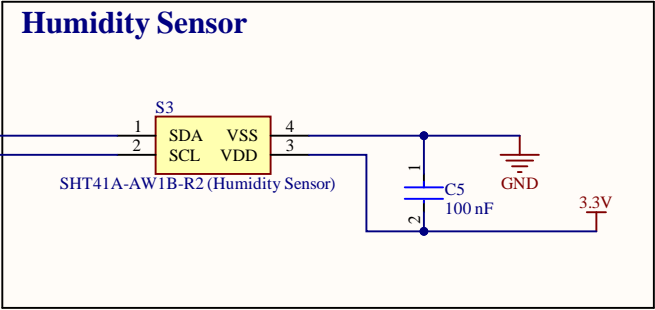 Humidity Sensor
S3
1 SDA VSS 4
2 SCL VDD 3
SHT41A-AW1B-R2 (Humidity Sensor)
1
GND
C5
100 nF
2
3.3V